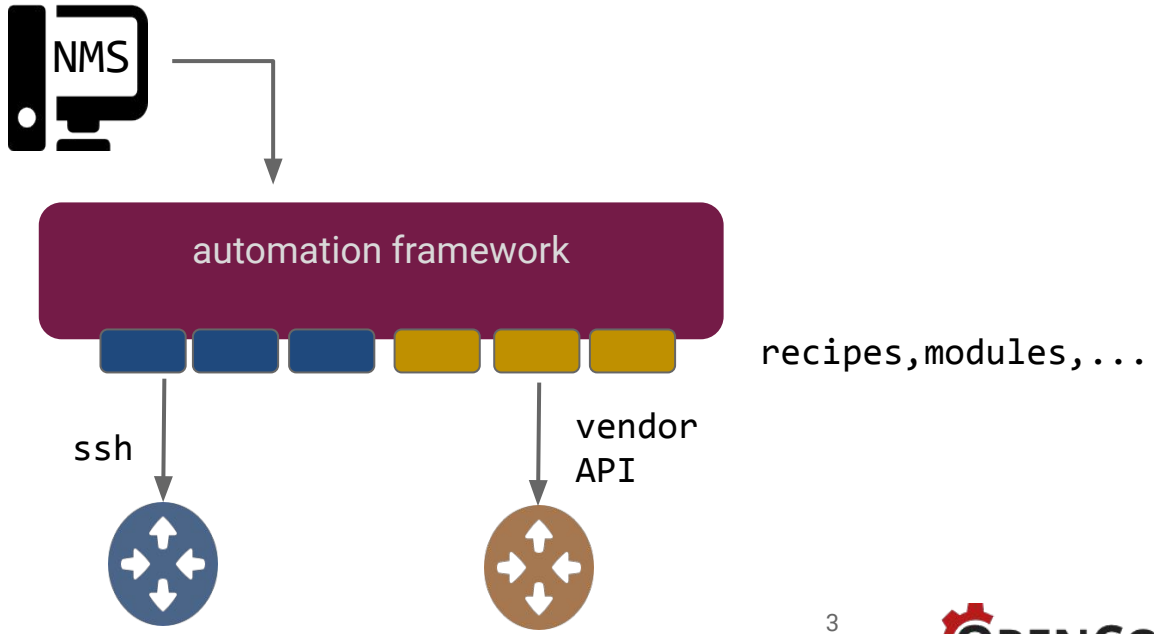 NMS
automation framework
recipes,modules,...
ssh
vendor
API
3